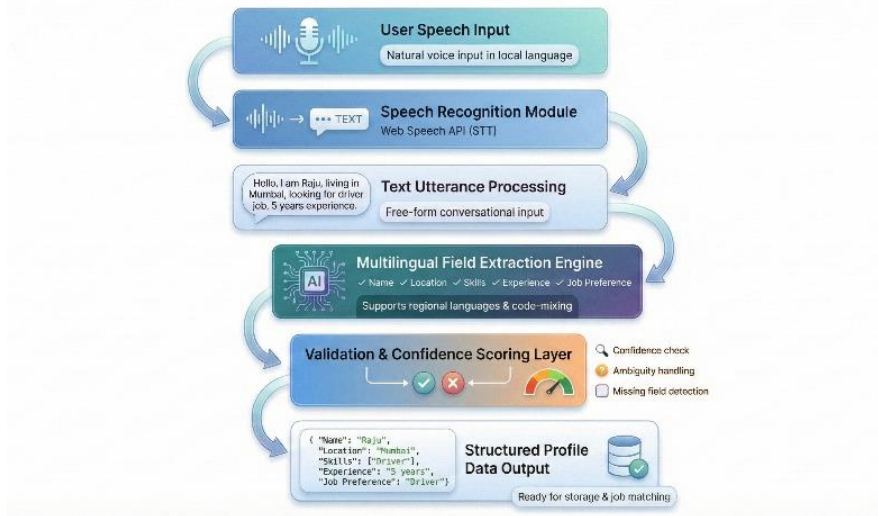 User Speech Input
Natural voice input in local language
••• TEXT
Speech Recognition Module
Web Speech API (STT)
Hello, I am Raju, living in
Mumbai, looking for driver
job, 5 years experience.
Text Utterance Processing
Free-form conversational input
AI
Multilingual Field Extraction Engine
✓ Name ✓ Location ✓ Skills ✓ Experience ✓ Job Preference
Supports regional languages & code-mixing
Validation & Confidence Scoring Layer
Confidence check
Ambiguity handling
Missing field detection
{ "Name": "Raju",
"Location": "Mumbai",
"Skills": ["Driver"],
"Experience": "5 years",
"Job Preference": "Driver"}
Structured Profile
Data Output
Ready for storage & job matching